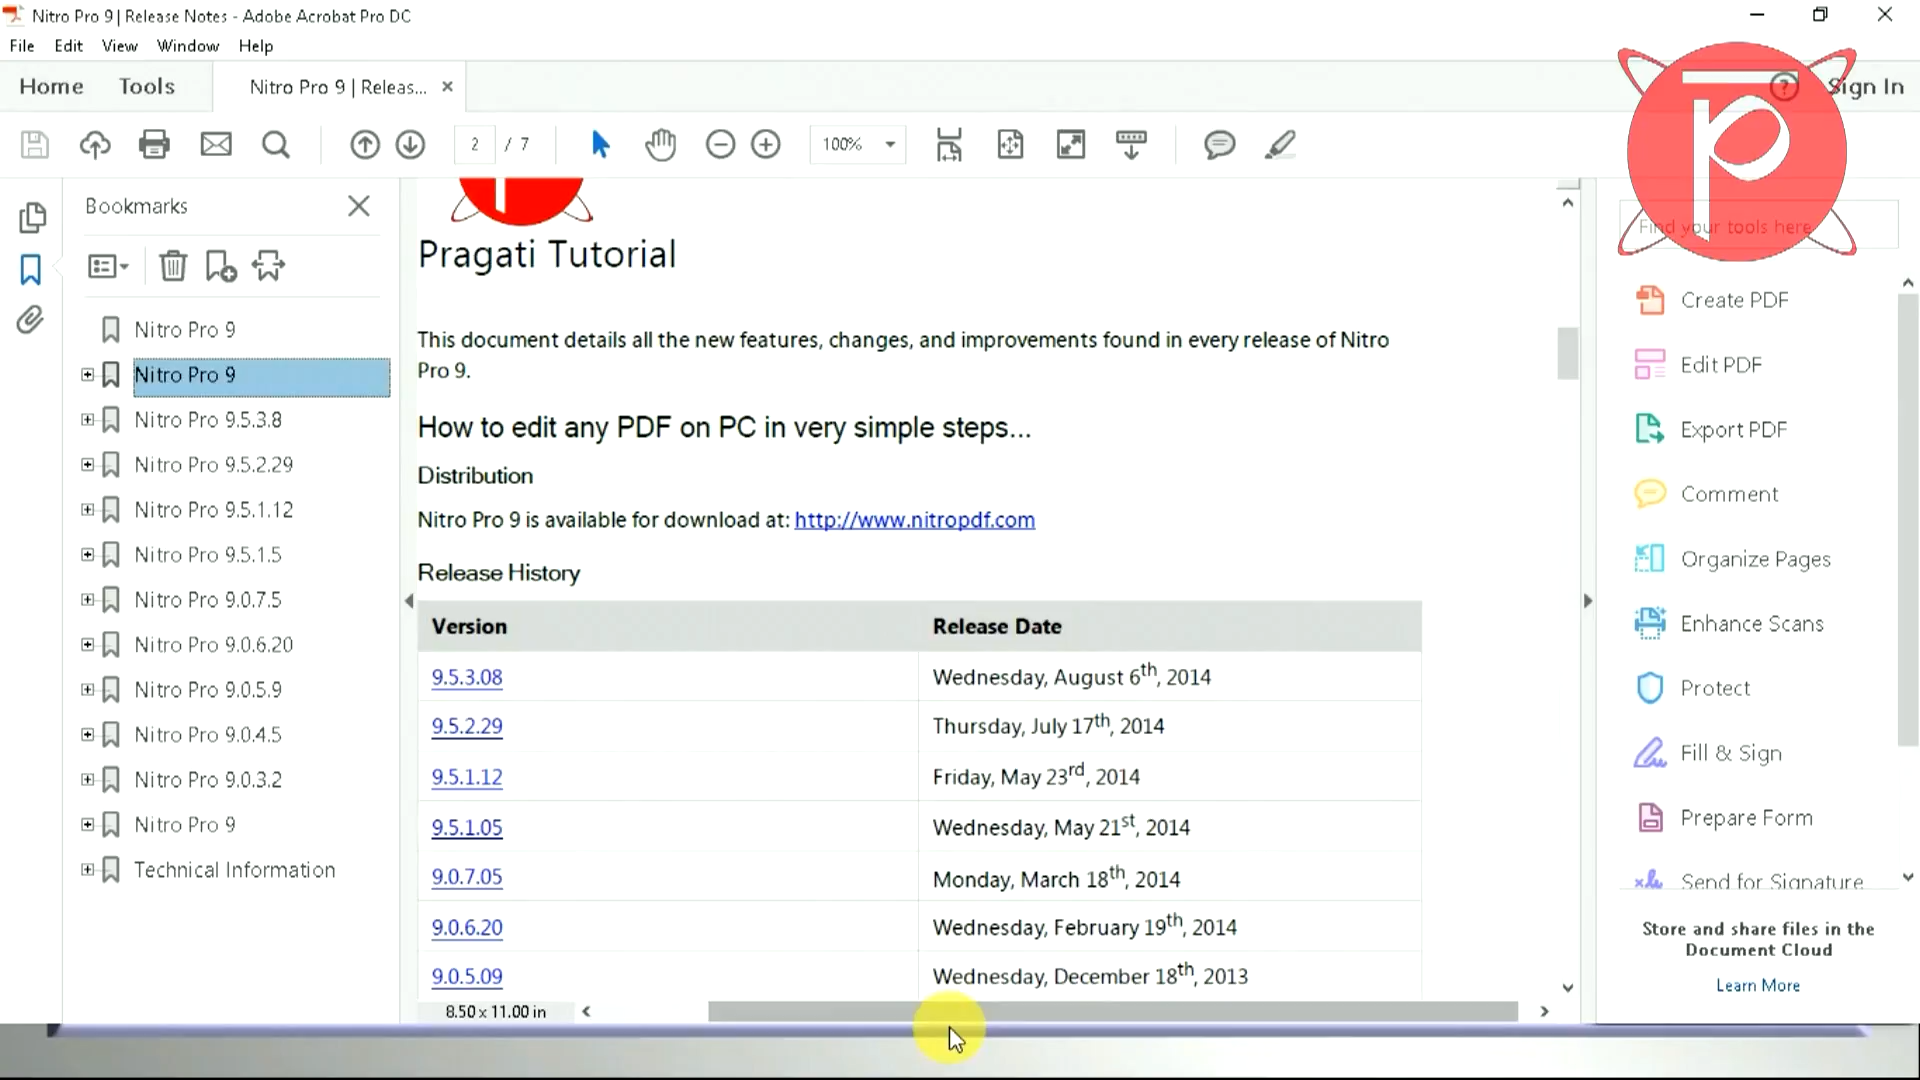 Nitro Pro 9 | Release Notes - Adobe Acrobat Pro DC
File Edit View Window Help
Home Tools Nitro Pro 9 | Releas... Sign In
2 / 7 100%
Bookmarks
Nitro Pro 9
Nitro Pro 9
Nitro Pro 9.5.3.8
Nitro Pro 9.5.2.29
Nitro Pro 9.5.1.12
Nitro Pro 9.5.1.5
Nitro Pro 9.0.7.5
Nitro Pro 9.0.6.20
Nitro Pro 9.0.5.9
Nitro Pro 9.0.4.5
Nitro Pro 9.0.3.2
Nitro Pro 9
Technical Information
Pragati Tutorial
This document details all the new features, changes, and improvements found in every release of Nitro
Pro 9.
How to edit any PDF on PC in very simple steps...
Distribution
Nitro Pro 9 is available for download at: http://www.nitropdf.com
Release History
Version Release Date
9.5.3.08 Wednesday, August 6th, 2014
9.5.2.29 Thursday, July 17th, 2014
9.5.1.12 Friday, May 23rd, 2014
9.5.1.05 Wednesday, May 21st, 2014
9.0.7.05 Monday, March 18th, 2014
9.0.6.20 Wednesday, February 19th, 2014
9.0.5.09 Wednesday, December 18th, 2013
8.50 x 11.00 in
Find your tools here
Create PDF
Edit PDF
Export PDF
Comment
Organize Pages
Enhance Scans
Protect
Fill & Sign
Prepare Form
Send for Signature
Store and share files in the
Document Cloud
Learn More